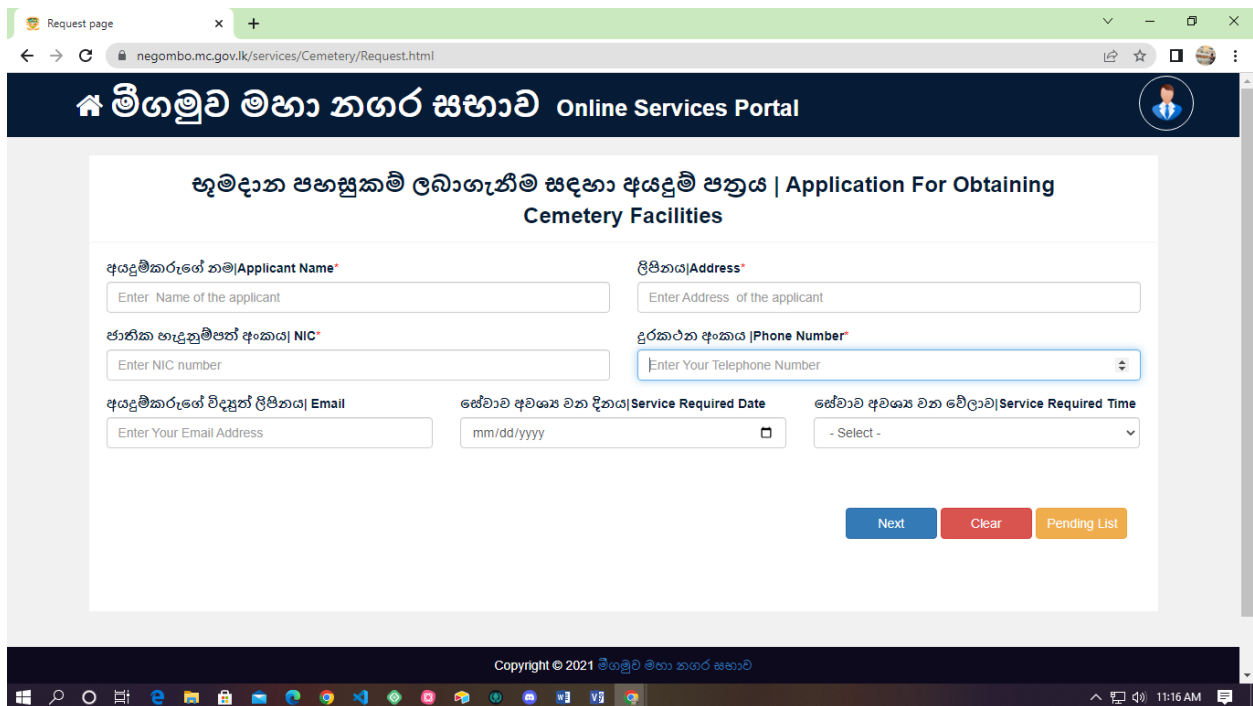 Request page
negombo.mc.gov.lk/services/Cemetery/Request.html
මීගමුව මහා නගර සභාව Online Services Portal
භූමදාන පහසුකම් ලබාගැනීම සඳහා අයදුම් පත්‍රය | Application For Obtaining
Cemetery Facilities
අයදුම්කරුගේ නම|Applicant Name*
ලිපිනය|Address*
Enter Name of the applicant
Enter Address of the applicant
ජාතික හැදුනුම්පත් අංකය| NIC*
දුරකථන අංකය |Phone Number*
Enter NIC number
Enter Your Telephone Number
අයදුම්කරුගේ විද්‍යුත් ලිපිනය| Email
සේවාව අවශ්‍ය වන දිනය|Service Required Date
සේවාව අවශ්‍ය වන වේලාව|Service Required Time
Enter Your Email Address
mm/dd/yyyy
- Select -
Next
Clear
Pending List
Copyright © 2021 මීගමුව මහා නගර සභාව
11:16 AM